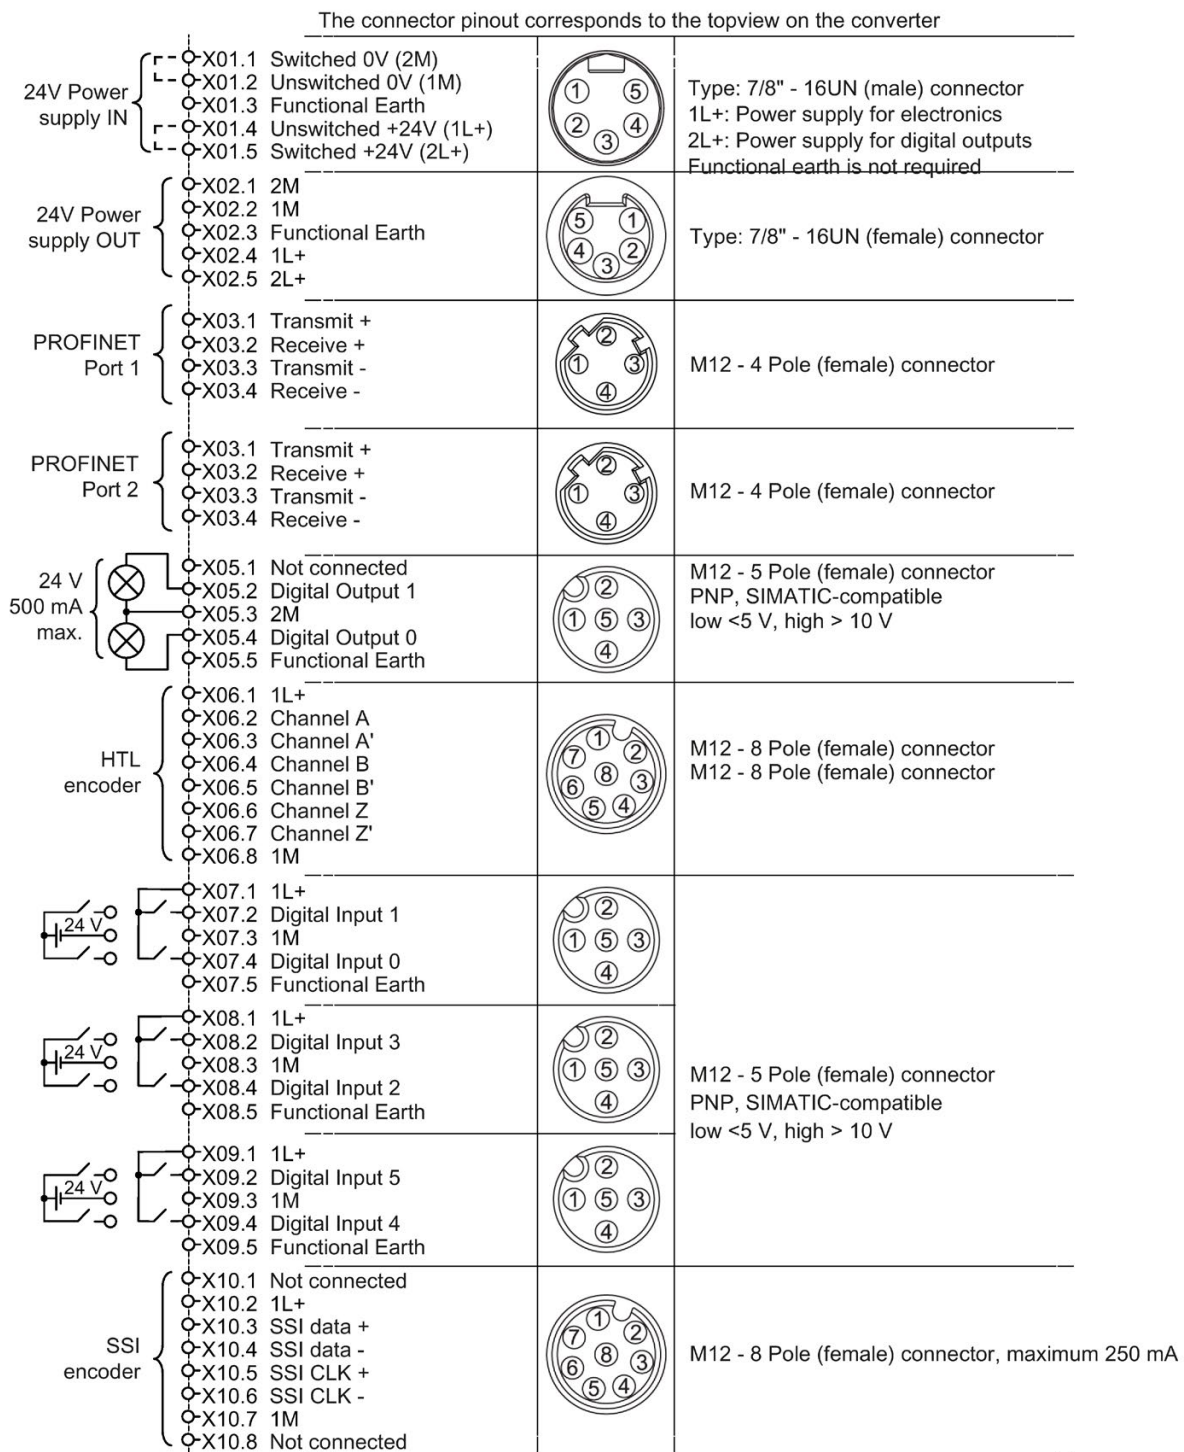 The connector pinout corresponds to the topview on the converter
24V Power
supply IN
X01.1 Switched 0V (2M)
X01.2 Unswitched 0V (1M)
X01.3 Functional Earth
X01.4 Unswitched +24V (1L+)
X01.5 Switched +24V (2L+)
1 5
2 4
3
Type: 7/8" - 16UN (male) connector
1L+: Power supply for electronics
2L+: Power supply for digital outputs
Functional earth is not required
24V Power
supply OUT
X02.1 2M
X02.2 1M
X02.3 Functional Earth
X02.4 1L+
X02.5 2L+
5 1
4 2
3
Type: 7/8" - 16UN (female) connector
PROFINET
Port 1
X03.1 Transmit +
X03.2 Receive +
X03.3 Transmit -
X03.4 Receive -
2
1 3
4
M12 - 4 Pole (female) connector
PROFINET
Port 2
X03.1 Transmit +
X03.2 Receive +
X03.3 Transmit -
X03.4 Receive -
2
1 3
4
M12 - 4 Pole (female) connector
24 V
500 mA
max.
X05.1 Not connected
X05.2 Digital Output 1
X05.3 2M
X05.4 Digital Output 0
X05.5 Functional Earth
2
1 5 3
4
M12 - 5 Pole (female) connector
PNP, SIMATIC-compatible
low <5 V, high > 10 V
HTL
encoder
X06.1 1L+
X06.2 Channel A
X06.3 Channel A'
X06.4 Channel B
X06.5 Channel B'
X06.6 Channel Z
X06.7 Channel Z'
X06.8 1M
1
7 2
8
6 3
5 4
M12 - 8 Pole (female) connector
M12 - 8 Pole (female) connector
24 V
X07.1 1L+
X07.2 Digital Input 1
X07.3 1M
X07.4 Digital Input 0
X07.5 Functional Earth
2
1 5 3
4
24 V
X08.1 1L+
X08.2 Digital Input 3
X08.3 1M
X08.4 Digital Input 2
X08.5 Functional Earth
2
1 5 3
4
M12 - 5 Pole (female) connector
PNP, SIMATIC-compatible
low <5 V, high > 10 V
24 V
X09.1 1L+
X09.2 Digital Input 5
X09.3 1M
X09.4 Digital Input 4
X09.5 Functional Earth
2
1 5 3
4
SSI
encoder
X10.1 Not connected
X10.2 1L+
X10.3 SSI data +
X10.4 SSI data -
X10.5 SSI CLK +
X10.6 SSI CLK -
X10.7 1M
X10.8 Not connected
1
7 2
8
6 3
5 4
M12 - 8 Pole (female) connector, maximum 250 mA